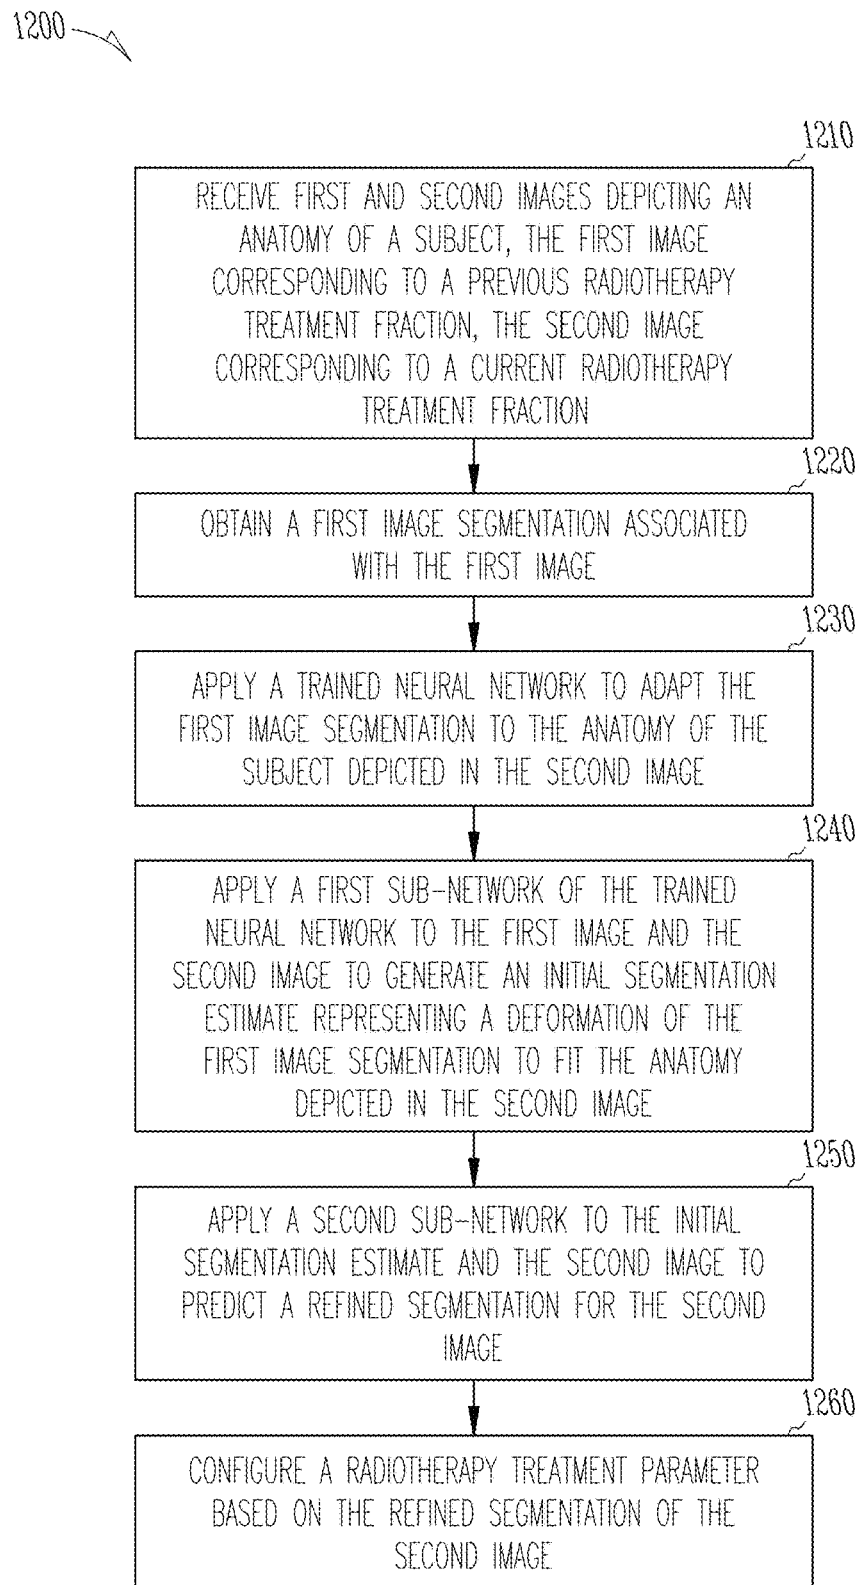 1200
1210
RECEIVE FIRST AND SECOND IMAGES DEPICTING AN
ANATOMY OF A SUBJECT, THE FIRST IMAGE
CORRESPONDING TO A PREVIOUS RADIOTHERAPY
TREATMENT FRACTION, THE SECOND IMAGE
CORRESPONDING TO A CURRENT RADIOTHERAPY
TREATMENT FRACTION
1220
OBTAIN A FIRST IMAGE SEGMENTATION ASSOCIATED
WITH THE FIRST IMAGE
1230
APPLY A TRAINED NEURAL NETWORK TO ADAPT THE
FIRST IMAGE SEGMENTATION TO THE ANATOMY OF THE
SUBJECT DEPICTED IN THE SECOND IMAGE
1240
APPLY A FIRST SUB-NETWORK OF THE TRAINED
NEURAL NETWORK TO THE FIRST IMAGE AND THE
SECOND IMAGE TO GENERATE AN INITIAL SEGMENTATION
ESTIMATE REPRESENTING A DEFORMATION OF THE
FIRST IMAGE SEGMENTATION TO FIT THE ANATOMY
DEPICTED IN THE SECOND IMAGE
1250
APPLY A SECOND SUB-NETWORK TO THE INITIAL
SEGMENTATION ESTIMATE AND THE SECOND IMAGE TO
PREDICT A REFINED SEGMENTATION FOR THE SECOND
IMAGE
1260
CONFIGURE A RADIOTHERAPY TREATMENT PARAMETER
BASED ON THE REFINED SEGMENTATION OF THE
SECOND IMAGE